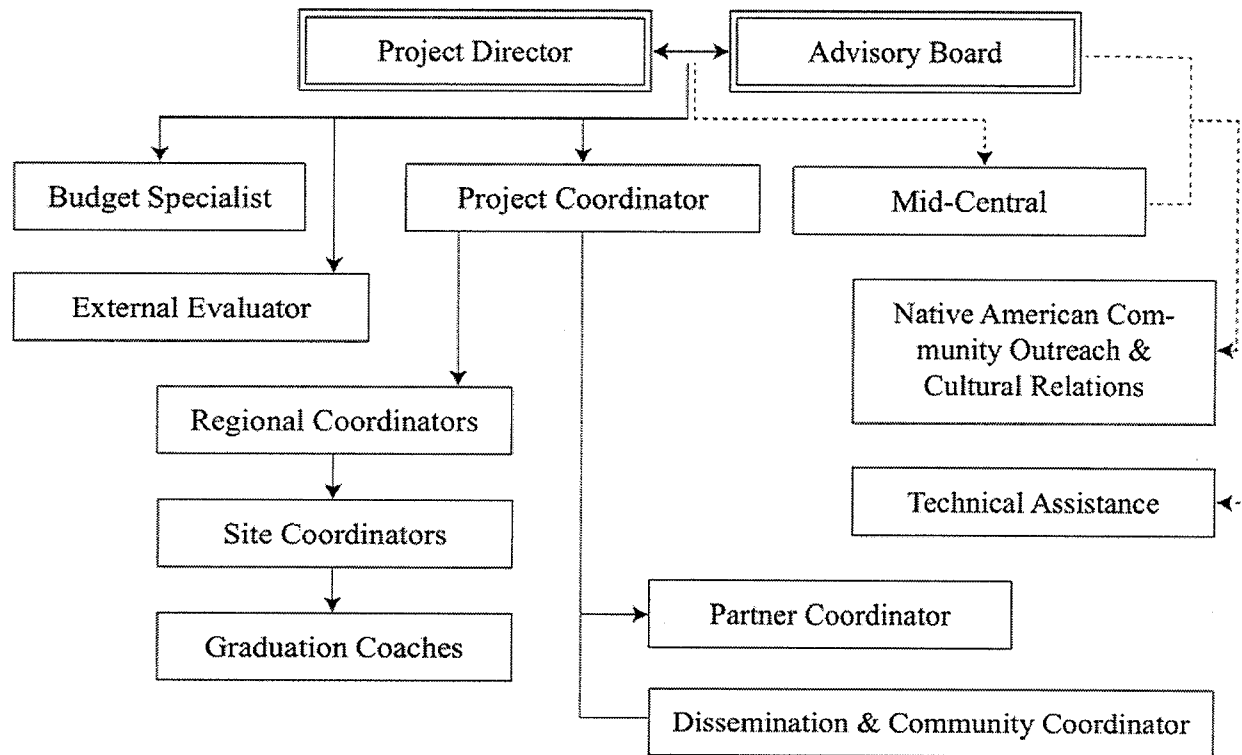 Project Director
Advisory Board
Budget Specialist
Project Coordinator
Mid-Central
External Evaluator
Native American Com-
munity Outreach &
Cultural Relations
Regional Coordinators
Technical Assistance
Site Coordinators
Partner Coordinator
Graduation Coaches
Dissemination & Community Coordinator